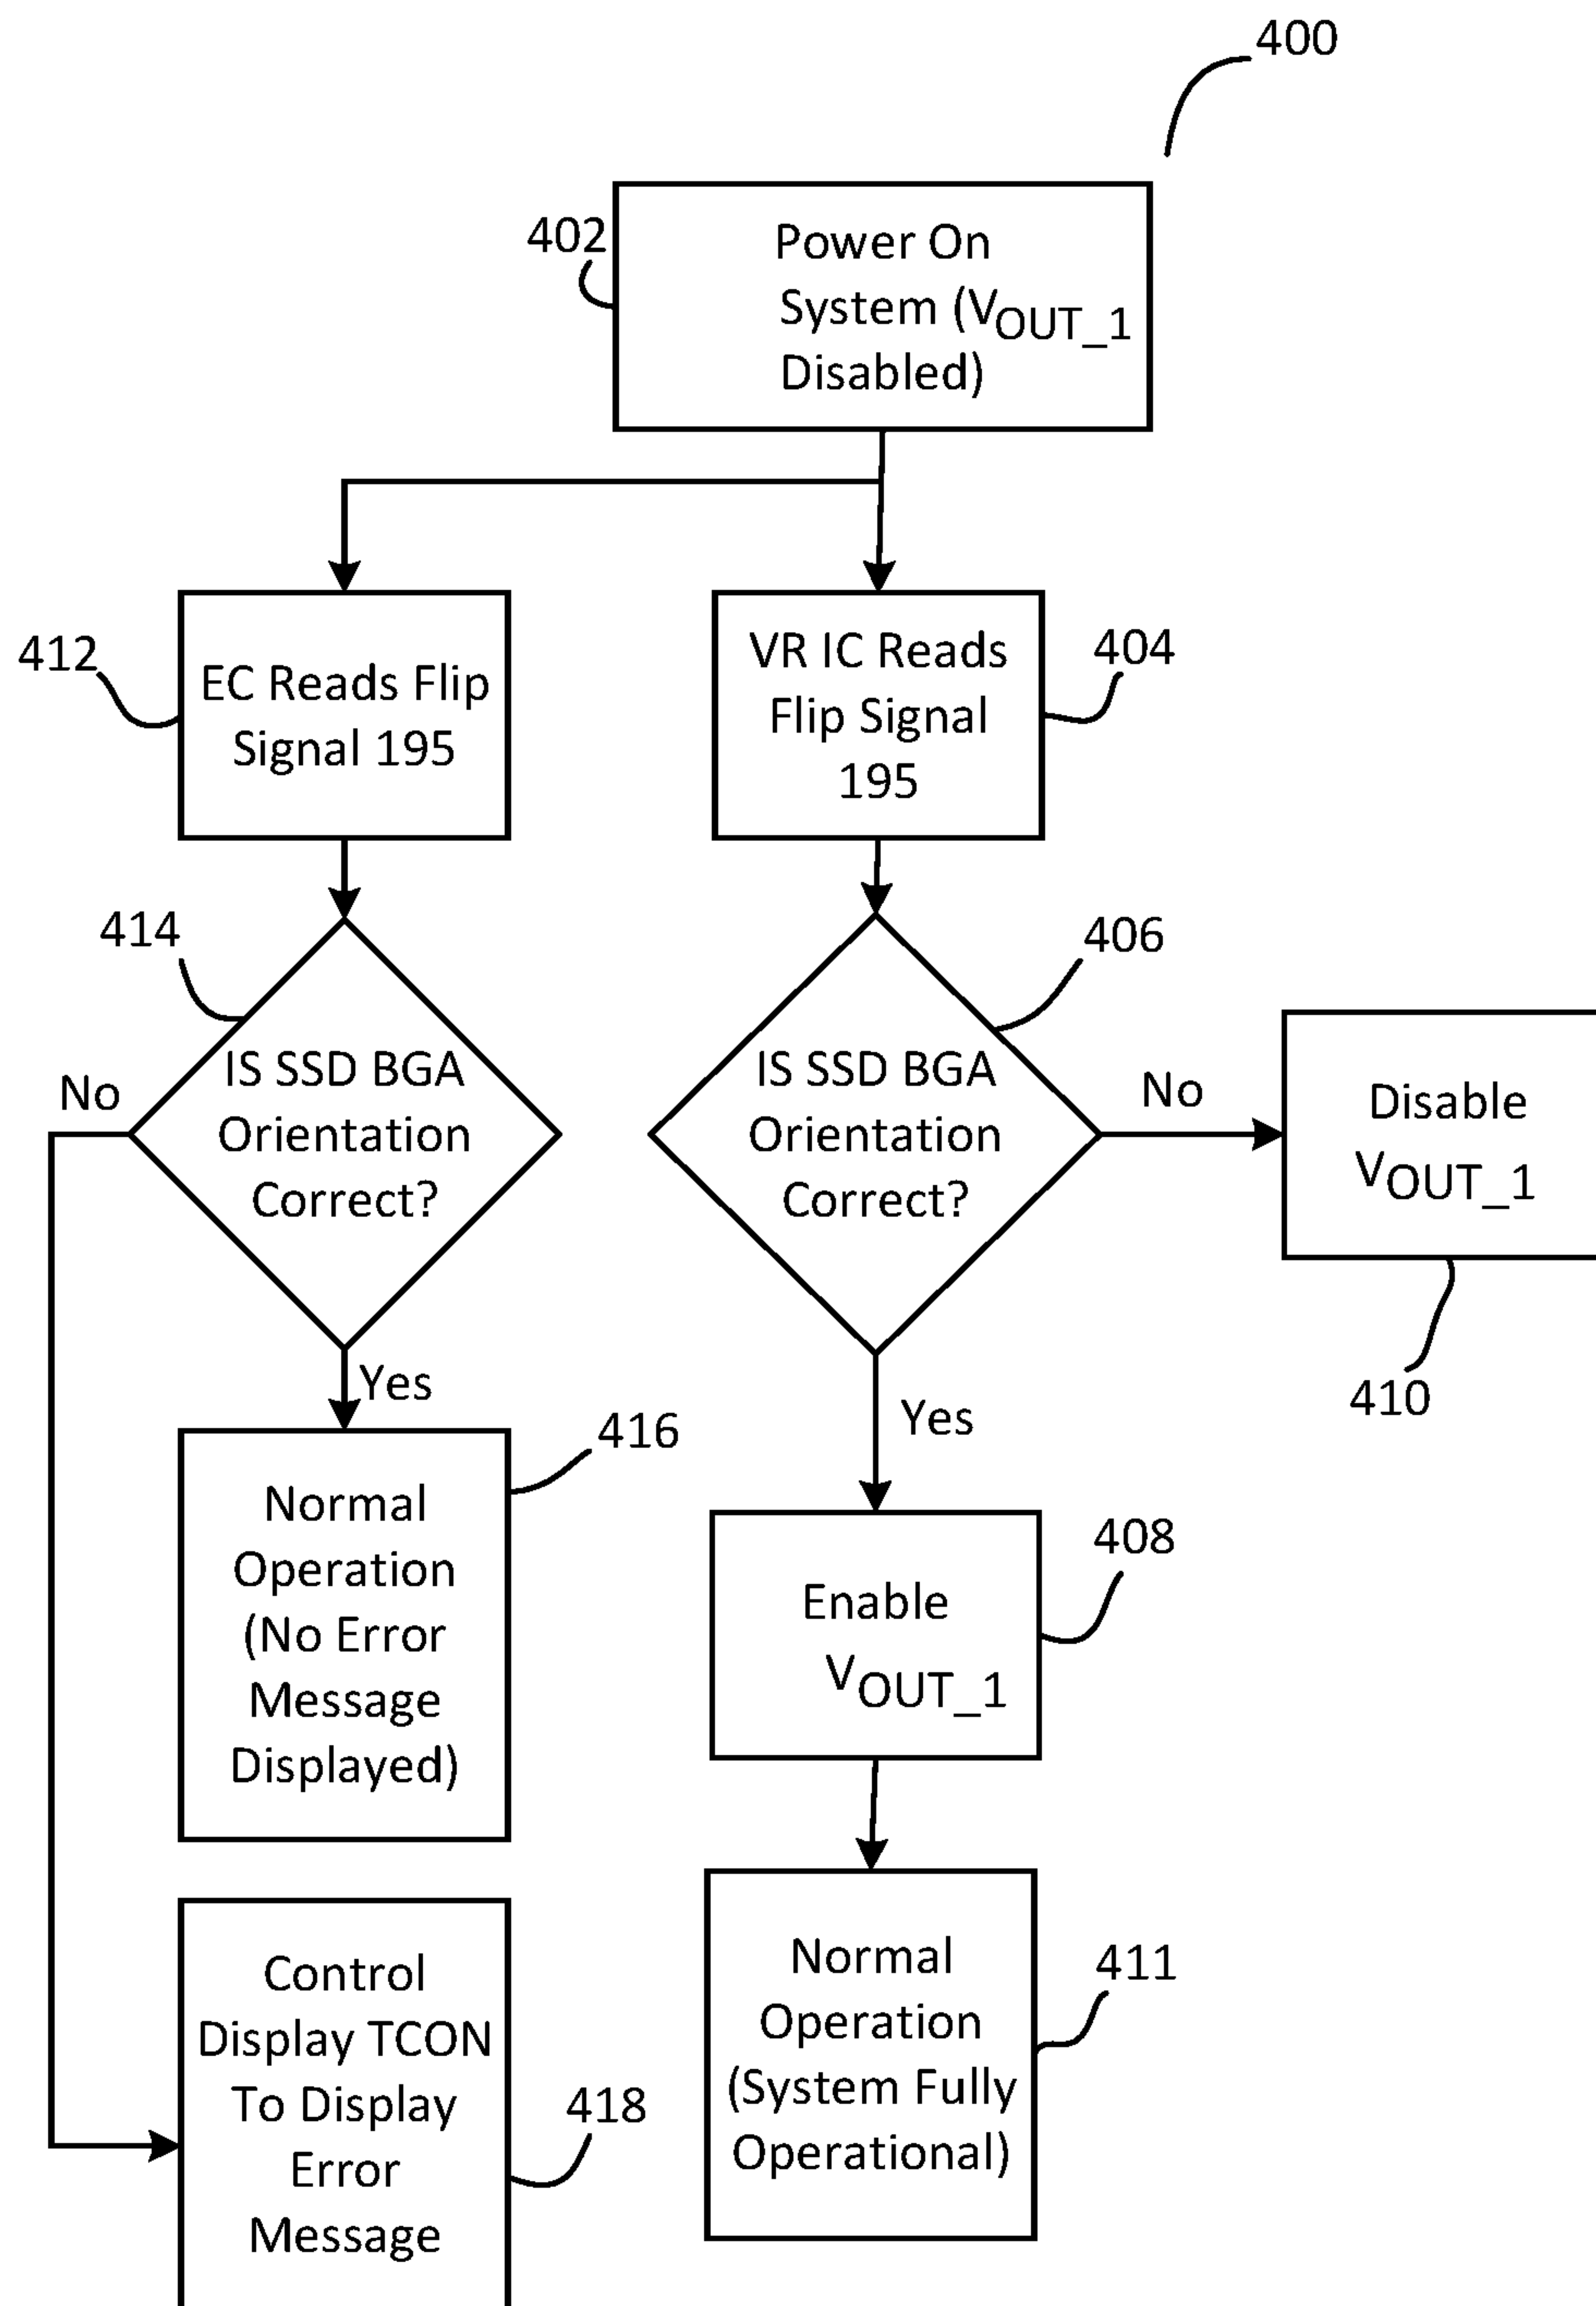 400
402
Power On
System (VOUT_1
Disabled)
412
EC Reads Flip
Signal 195
VR IC Reads
Flip Signal
195
404
414
IS SSD BGA
Orientation
Correct?
No
Yes
406
IS SSD BGA
Orientation
Correct?
No
Yes
Disable
VOUT_1
410
416
Normal
Operation
(No Error
Message
Displayed)
408
Enable
VOUT_1
411
Normal
Operation
(System Fully
Operational)
Control
Display TCON
To Display
Error
Message
418